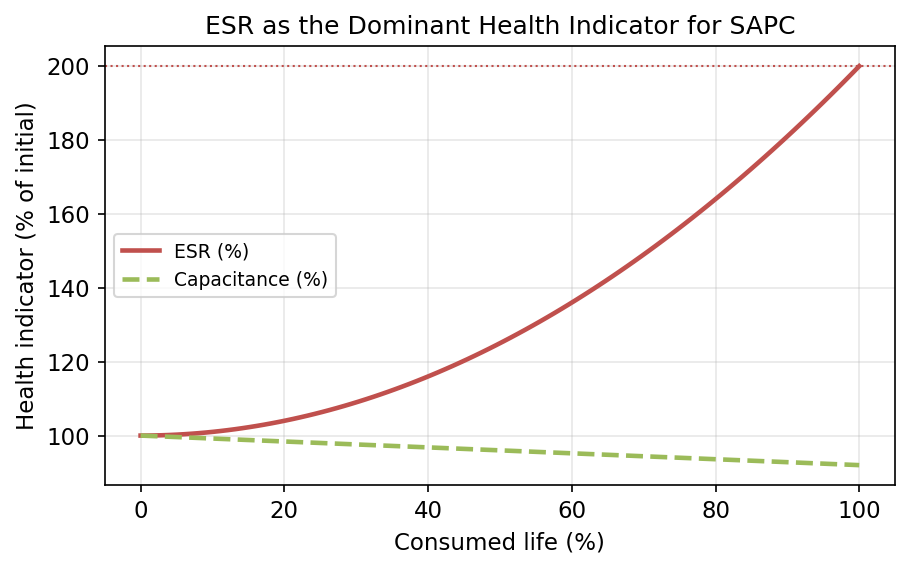 ESR as the Dominant Health Indicator for SAPC
Health indicator (% of initial)
200
180
160
140
120
100
ESR (%)
Capacitance (%)
0 20 40 60 80 100
Consumed life (%)